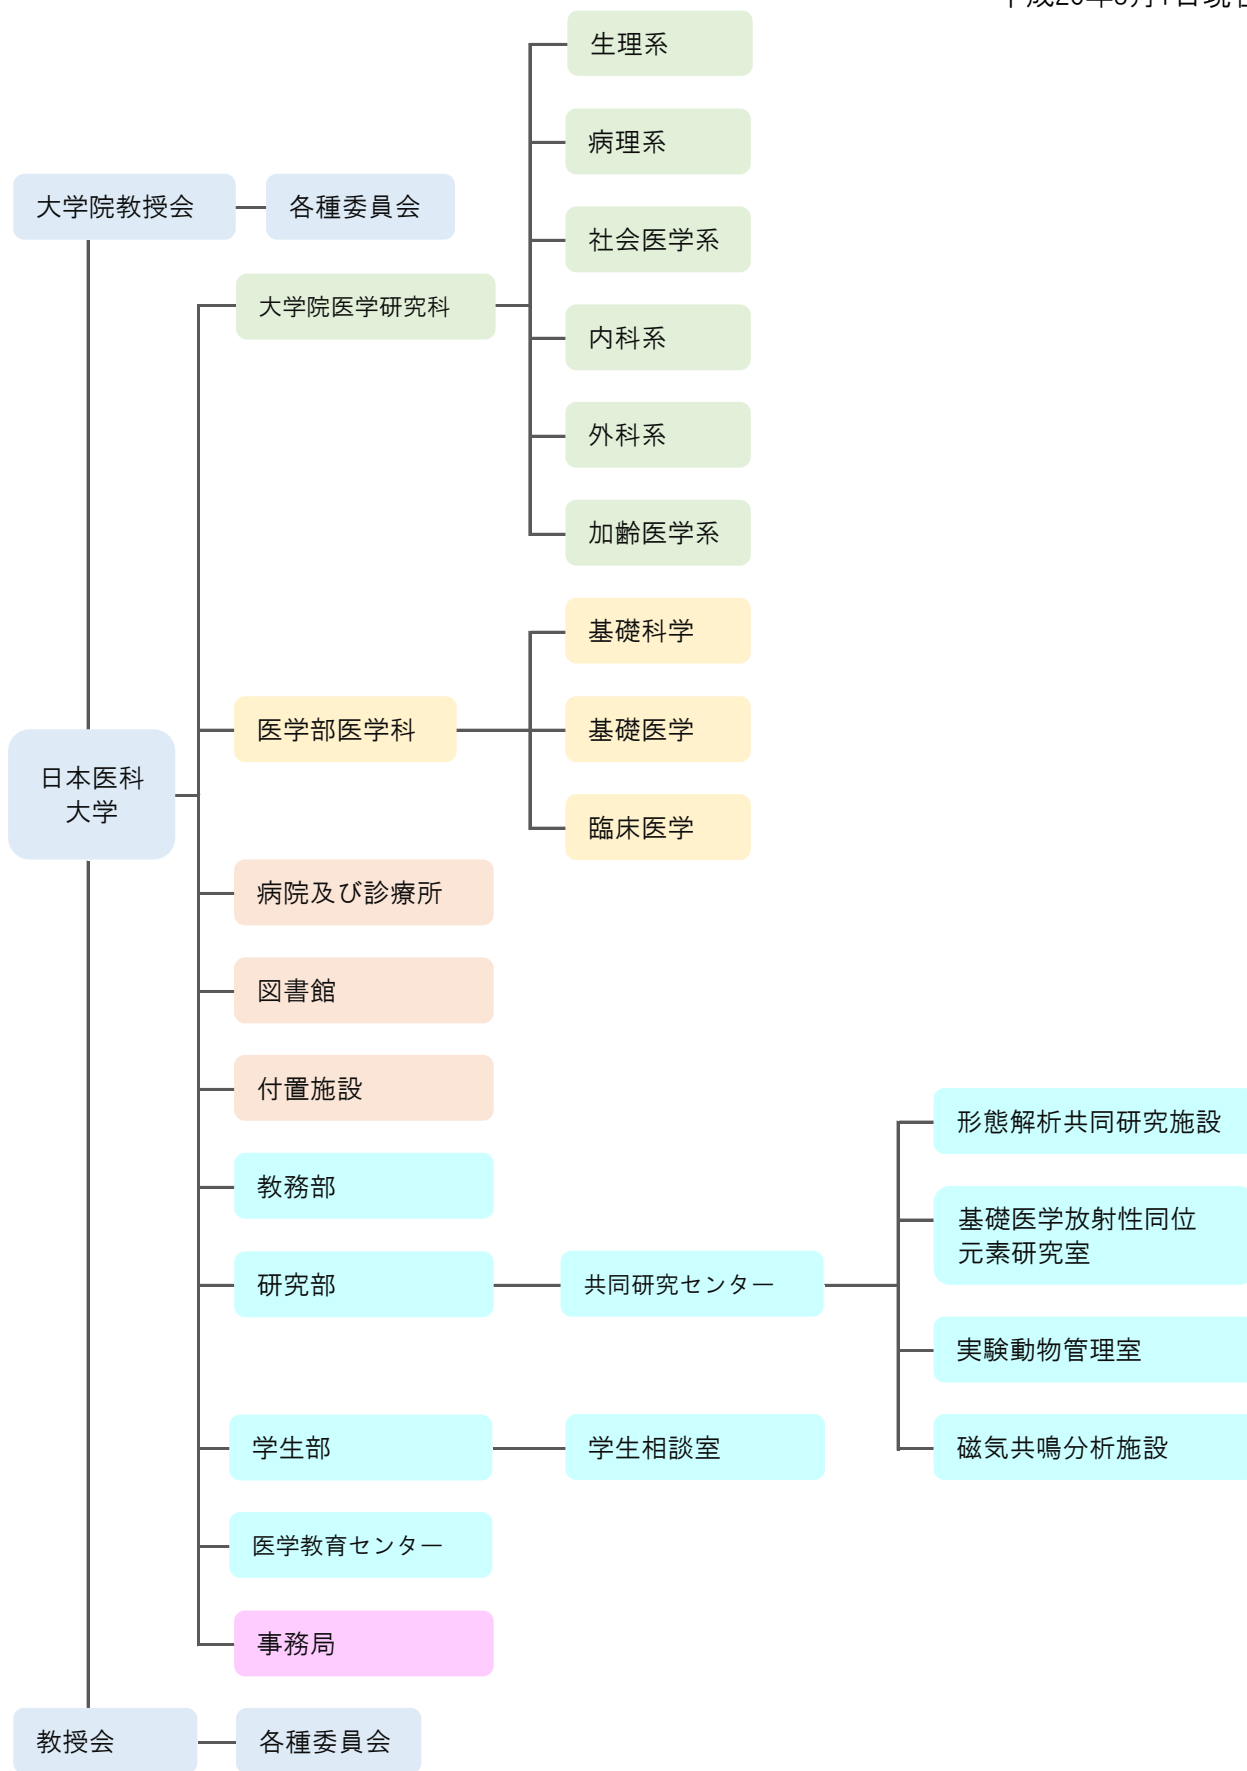 生理系
病理系
大学院教授会
各種委員会
社会医学系
大学院医学研究科
内科系
外科系
加齢医学系
基礎科学
医学部医学科
基礎医学
日本医科
大学
臨床医学
病院及び診療所
図書館
付置施設
形態解析共同研究施設
教務部
基礎医学放射性同位
元素研究室
研究部
共同研究センター
実験動物管理室
学生部
学生相談室
磁気共鳴分析施設
医学教育センター
事務局
教授会
各種委員会